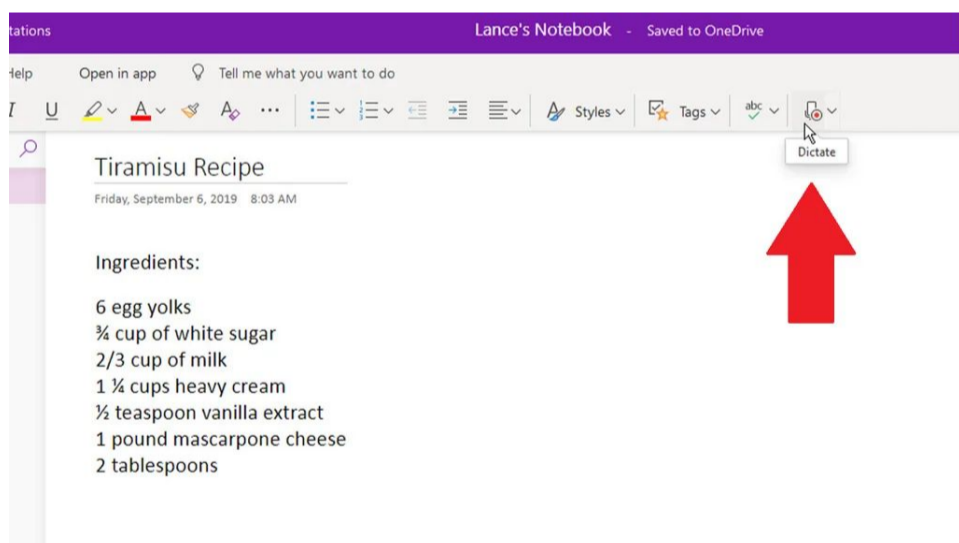 Lance's Notebook - Saved to OneDrive
Open in app Tell me what you want to do
U A A Styles Tags abc
Dictate
Tiramisu Recipe
Friday, September 6, 2019 8:03 AM
Ingredients:
6 egg yolks
¾ cup of white sugar
2/3 cup of milk
1 ¼ cups heavy cream
½ teaspoon vanilla extract
1 pound mascarpone cheese
2 tablespoons